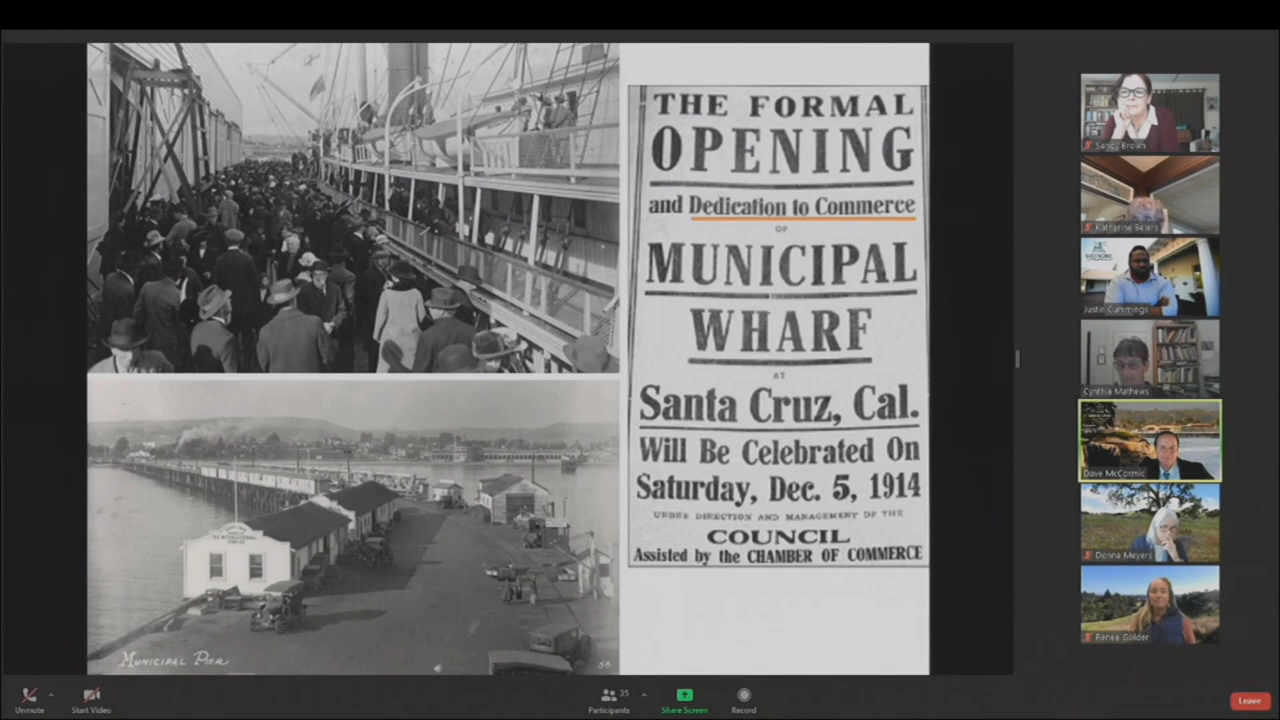 THE FORMAL
OPENING
and Dedication to Commerce
OF
MUNICIPAL
WHARF
AT
Santa Cruz, Cal.
Will Be Celebrated On
Saturday, Dec. 5, 1914
UNDER DIRECTION AND MANAGEMENT OF THE
COUNCIL
Assisted by the CHAMBER OF COMMERCE
MUNICIPAL PIER
58
Sandy Brown
Katherine Beiers
Justin Cummings
Cynthia Mathews
Dave McCormic
Donna Meyers
Renee Golder
Unmute
Start Video
Participants
35
Share Screen
Record
Leave